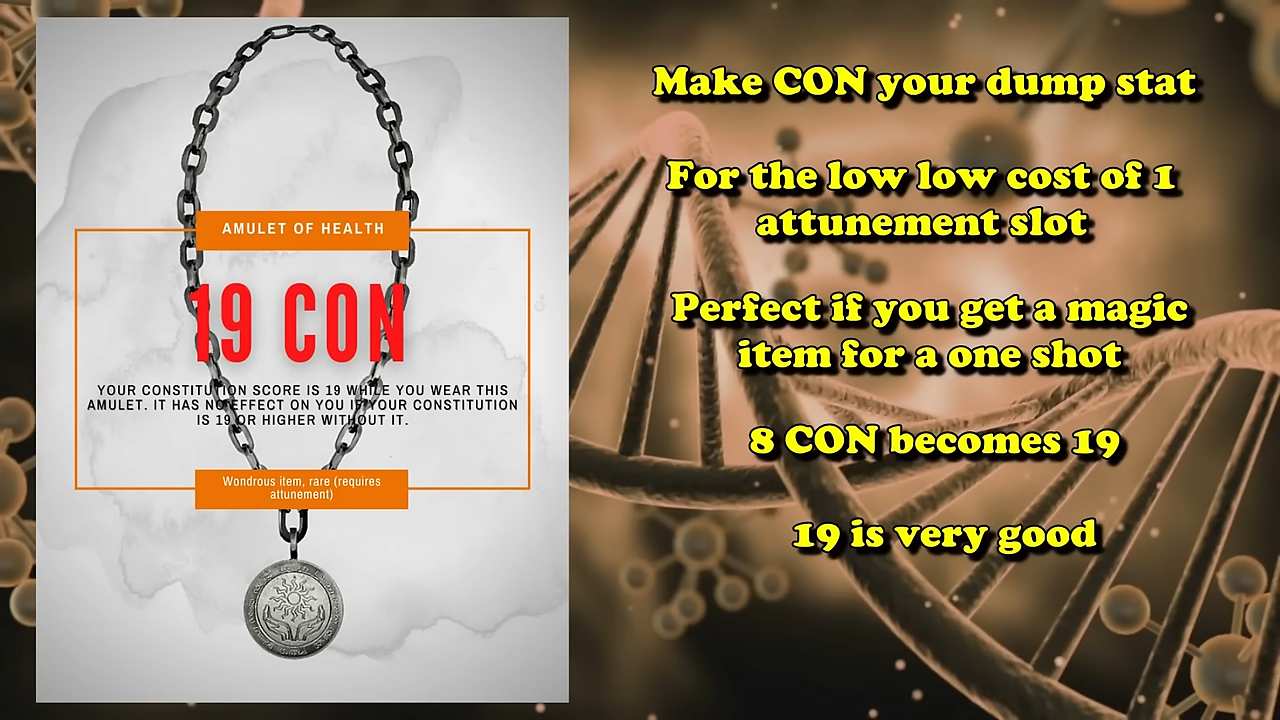 AMULET OF HEALTH
19 CON
YOUR CONSTITUTION SCORE IS 19 WHILE YOU WEAR THIS
AMULET. IT HAS NO EFFECT ON YOU IF YOUR CONSTITUTION
IS 19 OR HIGHER WITHOUT IT.
Wondrous item, rare (requires
attunement)
Make CON your dump stat
For the low low cost of 1
attunement slot
Perfect if you get a magic
item for a one shot
8 CON becomes 19
19 is very good